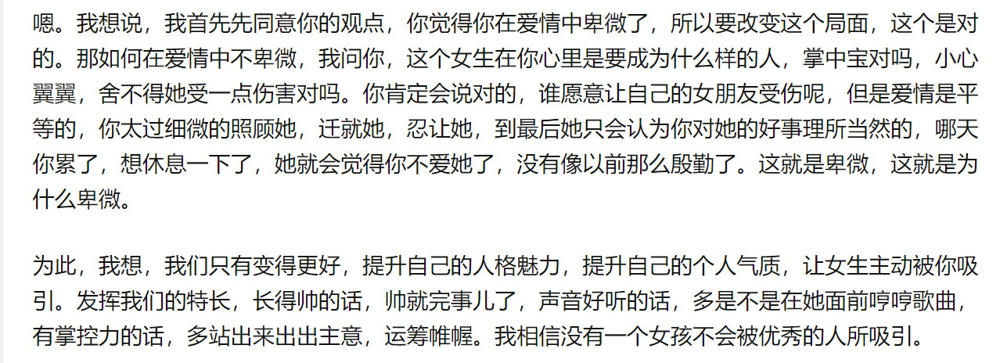 嗯。我想说，我首先先同意你的观点，你觉得你在爱情中卑微了，所以要改变这个局面，这个是对
的。那如何在爱情中不卑微，我问你，这个女生在你心里是要成为什么样的人，掌中宝对吗，小心
翼翼，舍不得她受一点伤害对吗。你肯定会说对的，谁愿意让自己的女朋友受伤呢，但是爱情是平
等的，你太过细微的照顾她，迁就她，忍让她，到最后她只会认为你对她的好事理所当然的，哪天
你累了，想休息一下了，她就会觉得你不爱她了，没有像以前那么殷勤了。这就是卑微，这就是为
什么卑微。
为此，我想，我们只有变得更好，提升自己的人格魅力，提升自己的个人气质，让女生主动被你吸
引。发挥我们的特长，长得帅的话，帅就完事儿了，声音好听的话，多是不是在她面前哼哼歌曲，
有掌控力的话，多站出来出出主意，运筹帷幄。我相信没有一个女孩不会被优秀的人所吸引。